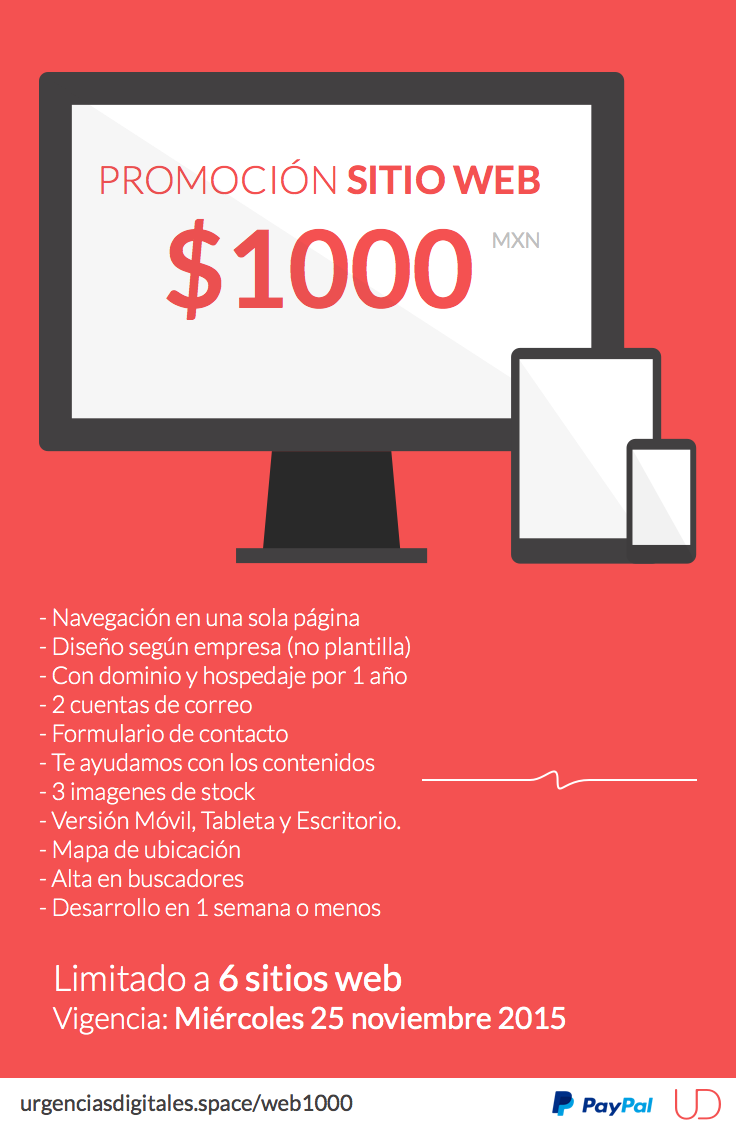 PROMOCIÓN SITIO WEB
$1000 MXN
- Navegación en una sola página
- Diseño según empresa (no plantilla)
- Con dominio y hospedaje por 1 año
- 2 cuentas de correo
- Formulario de contacto
- Te ayudamos con los contenidos
- 3 imagenes de stock
- Versión Móvil, Tableta y Escritorio.
- Mapa de ubicación
- Alta en buscadores
- Desarrollo en 1 semana o menos
Limitado a 6 sitios web
Vigencia: Miércoles 25 noviembre 2015
urgenciasdigitales.space/web1000 PayPal UD